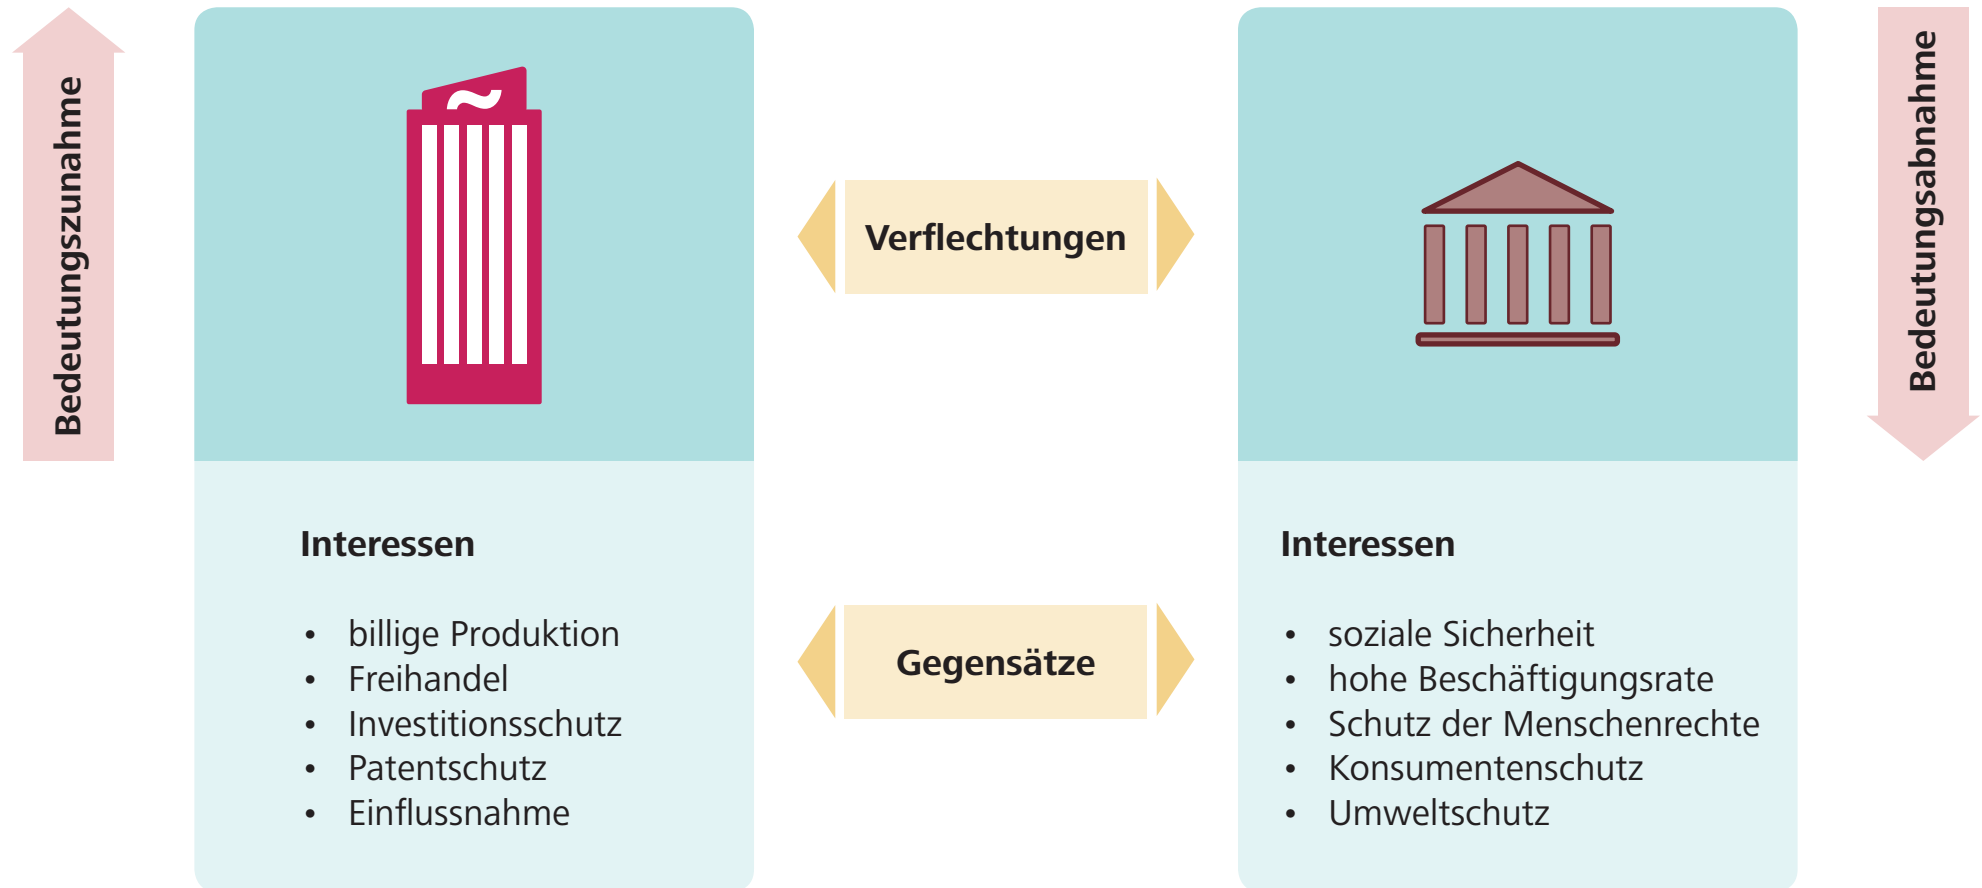 Bedeutungszunahme
Verflechtungen
Bedeutungsabnahme
Interessen
• billige Produktion
• Freihandel
• Investitionsschutz
• Patentschutz
• Einflussnahme
Gegensätze
Interessen
• soziale Sicherheit
• hohe Beschäftigungsrate
• Schutz der Menschenrechte
• Konsumentenschutz
• Umweltschutz